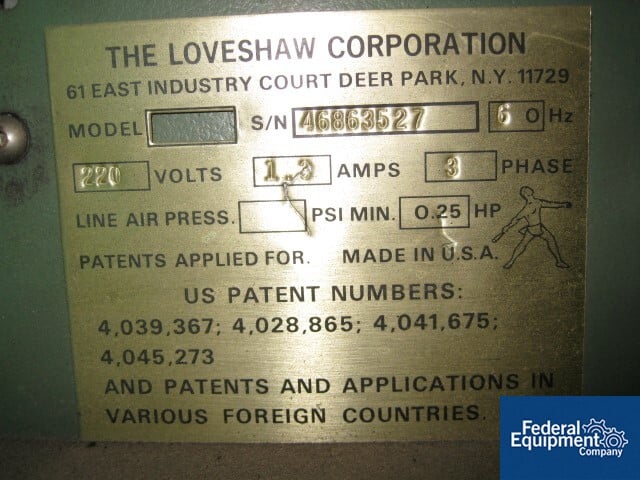 THE LOVESHAW CORPORATION
61 EAST INDUSTRY COURT DEER PARK, N.Y. 11729
MODEL S/N 46863527 60 Hz
220 VOLTS 1.3 AMPS 3 PHASE
LINE AIR PRESS. PSI MIN. 0.25 HP
PATENTS APPLIED FOR. MADE IN U.S.A.
US PATENT NUMBERS:
4,039,367; 4,028,865; 4,041,675;
4,045,273
AND PATENTS AND APPLICATIONS IN
VARIOUS FOREIGN COUNTRIES.
Federal
Equipment
Company